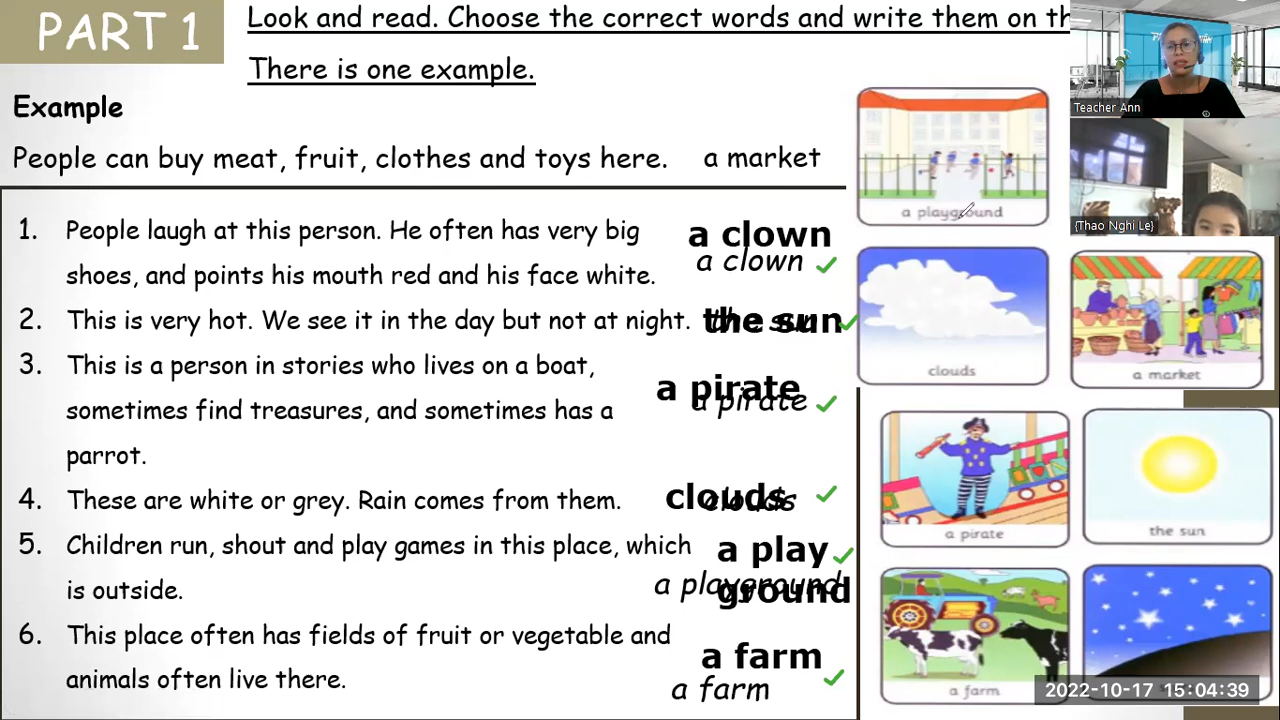 PART 1
Look and read. Choose the correct words and write them on th
There is one example.
Example
People can buy meat, fruit, clothes and toys here. a market
1. People laugh at this person. He often has very big
shoes, and points his mouth red and his face white.
a clown
a clown
2. This is very hot. We see it in the day but not at night. the sun
the sun
3. This is a person in stories who lives on a boat,
sometimes find treasures, and sometimes has a
parrot.
a pirate
a pirate
4. These are white or grey. Rain comes from them.
clouds
clouds
5. Children run, shout and play games in this place, which
is outside.
a play
ground
a playground
6. This place often has fields of fruit or vegetable and
animals often live there.
a farm
a farm
a playground
clouds
a market
a pirate
the sun
a farm
Teacher Ann
{Thao Nghi Le}
2022-10-17 15:04:39